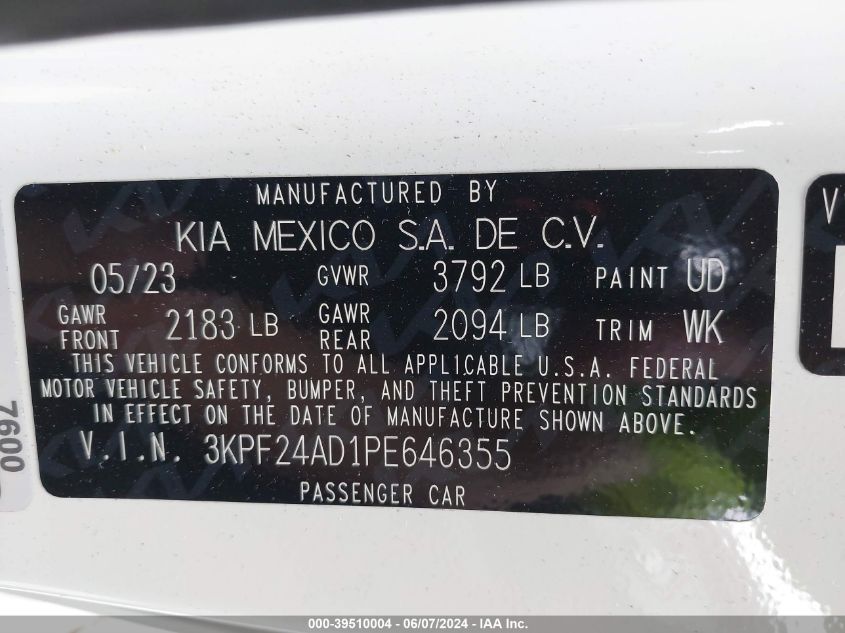 MANUFACTURED BY
KIA MEXICO S.A. DE C.V.
05/23 GVWR 3792 LB PAINT UD
GAWR FRONT 2183 LB GAWR REAR 2094 LB TRIM WK
THIS VEHICLE CONFORMS TO ALL APPLICABLE U.S.A. FEDERAL
MOTOR VEHICLE SAFETY, BUMPER, AND THEFT PREVENTION STANDARDS
IN EFFECT ON THE DATE OF MANUFACTURE SHOWN ABOVE.
V.I.N. 3KPF24AD1PE646355
PASSENGER CAR
V
7600
000-39510004 - 06/07/2024 - IAA Inc.